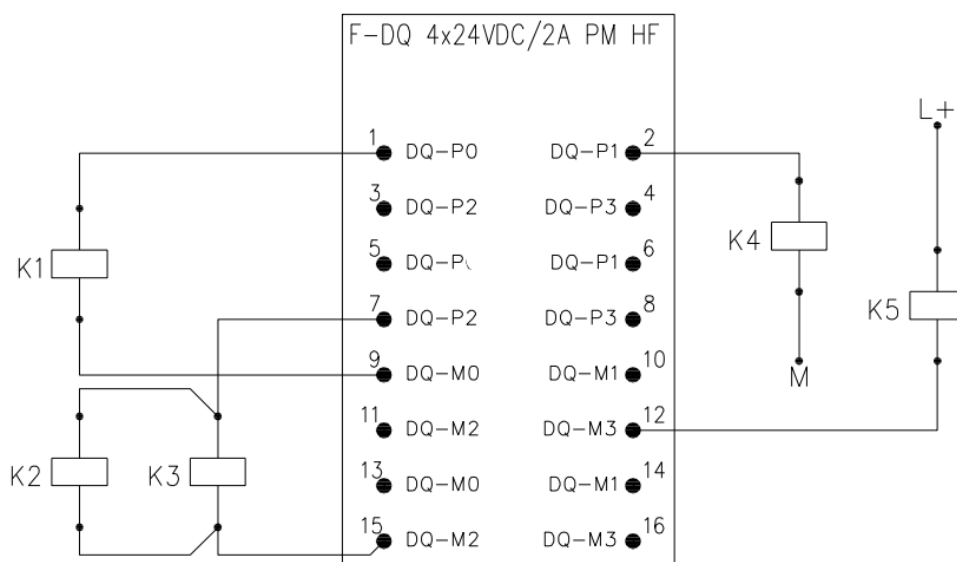 F-DQ 4x24VDC/2A PM HF
L+
1 DQ-P0 DQ-P1 2
3 DQ-P2 DQ-P3 4
K4
K1
5 DQ-P DQ-P1 6
K5
7 DQ-P2 DQ-P3 8
9 DQ-M0 DQ-M1 10
M
11 DQ-M2 DQ-M3 12
K2 K3
13 DQ-M0 DQ-M1 14
15 DQ-M2 DQ-M3 16